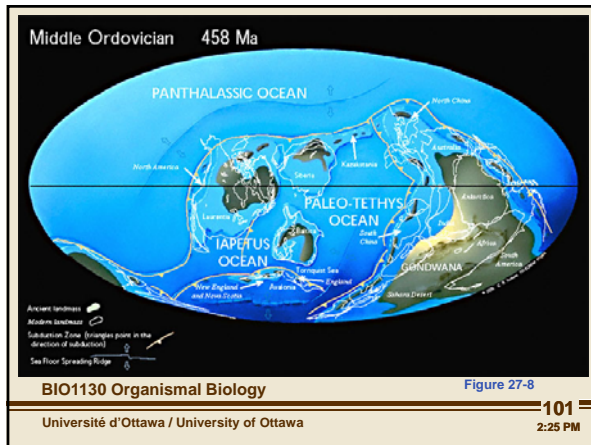 Middle Ordovician 458 Ma
PANTHALASSIC OCEAN
North China
Australia
North America
Siberia
Kazakstania
Antarctica
Laurentia
PALEO-TETHYS
OCEAN
India
South
China
Baltica
IAPETUS
OCEAN
Africa
South
America
GONDWANA
Tornquist Sea
New England
and Nova Scotia
Avalonia
England
Sahara Desert
Ancient landmass
Modern landmass
Subduction Zone (triangles point in the
direction of subduction)
Sea Floor Spreading Ridge
BIO1130 Organismal Biology
Figure 27-8
Université d'Ottawa / University of Ottawa
101
2:25 PM